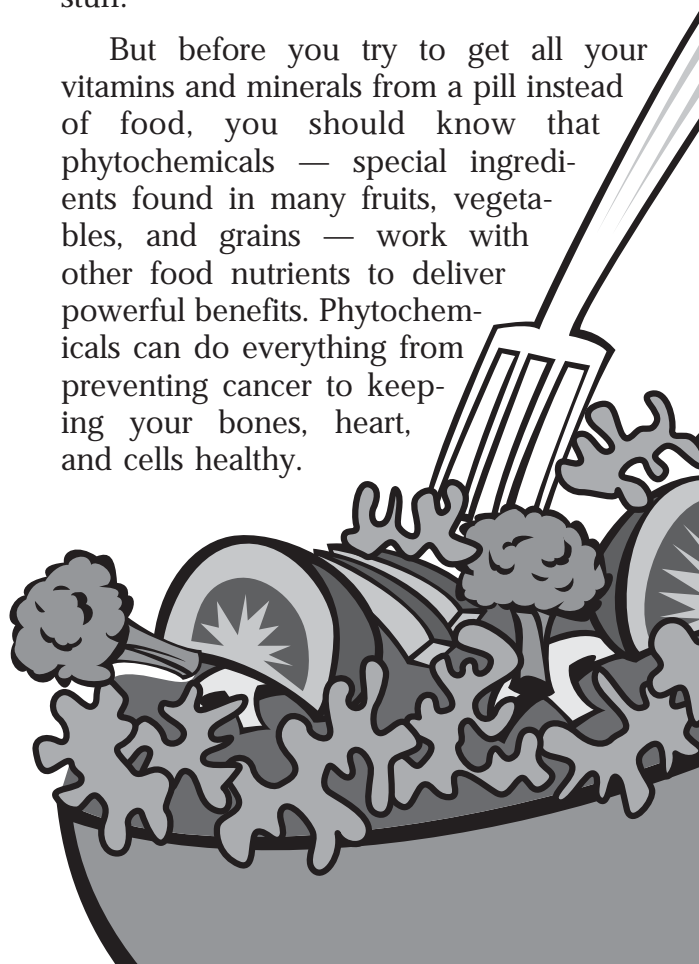 stuff.
But before you try to get all your
vitamins and minerals from a pill instead
of food, you should know that
phytochemicals — special ingredi-
ents found in many fruits, vegeta-
bles, and grains — work with
other food nutrients to deliver
powerful benefits. Phytochem-
icals can do everything from
preventing cancer to keep-
ing your bones, heart,
and cells healthy.